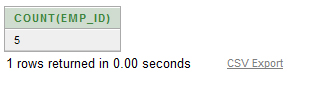 COUNT(EMP_ID)
5
1 rows returned in 0.00 seconds CSV Export